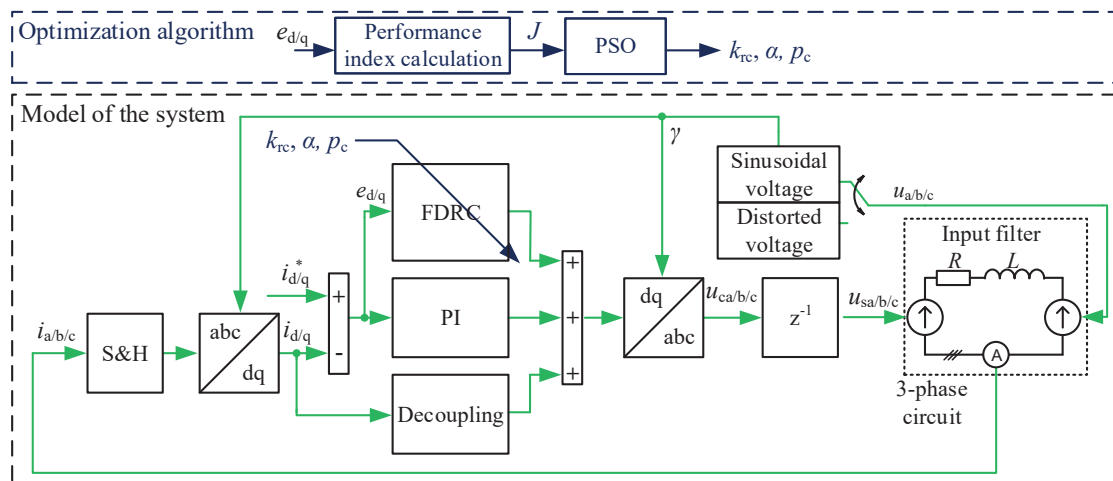 Optimization algorithm
e_d/q
Performance
index calculation
J
PSO
k_rc, α, p_c
Model of the system
k_rc, α, p_c
γ
Sinusoidal
voltage
Distorted
voltage
u_a/b/c
e_d/q
FDRC
Input filter
R
L
i_d/q^*
+
-
PI
+
+
+
dq
abc
u_ca/b/c
z^-1
u_sa/b/c
i_a/b/c
S&H
abc
dq
i_d/q
A
Decoupling
3-phase
circuit